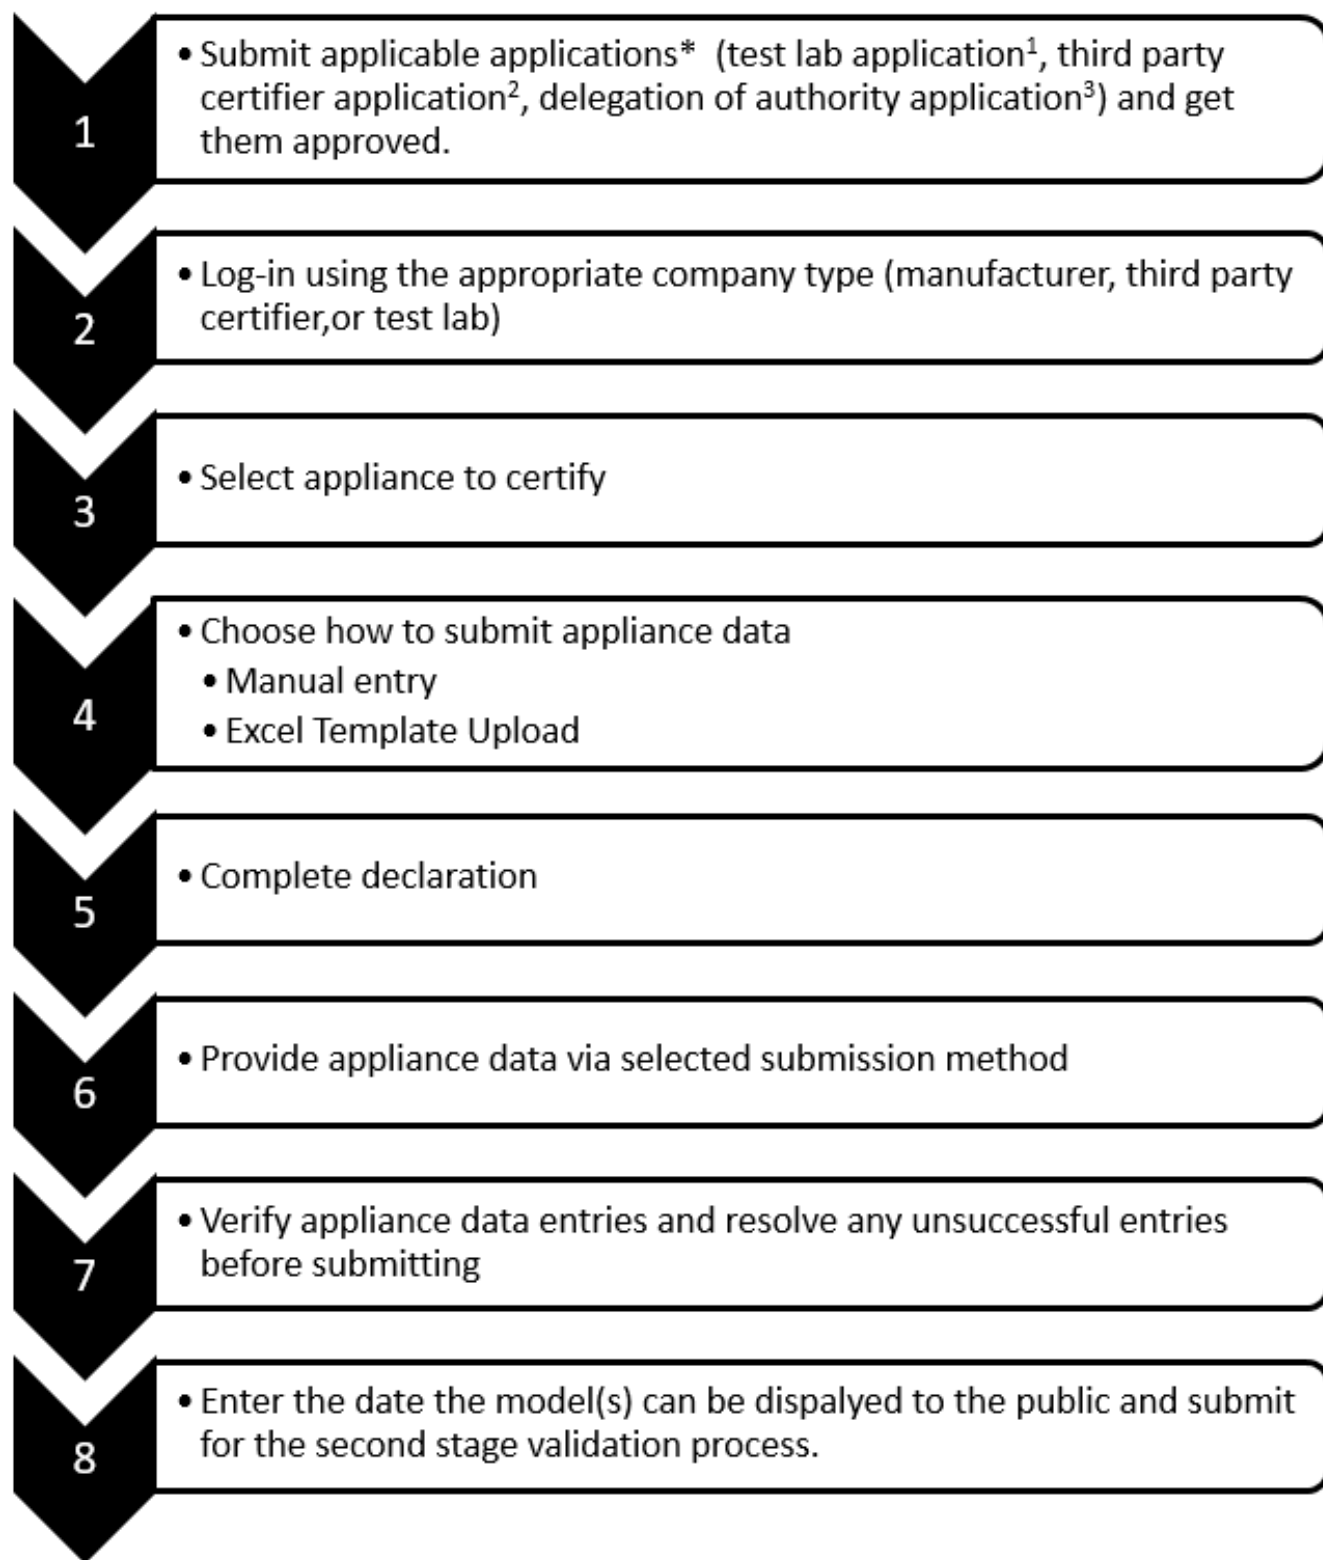 1
• Submit applicable applications* (test lab application¹, third party
certifier application², delegation of authority application³) and get
them approved.
2
• Log-in using the appropriate company type (manufacturer, third party
certifier,or test lab)
3
• Select appliance to certify
4
• Choose how to submit appliance data
• Manual entry
• Excel Template Upload
5
• Complete declaration
6
• Provide appliance data via selected submission method
7
• Verify appliance data entries and resolve any unsuccessful entries
before submitting
8
• Enter the date the model(s) can be dispalyed to the public and submit
for the second stage validation process.